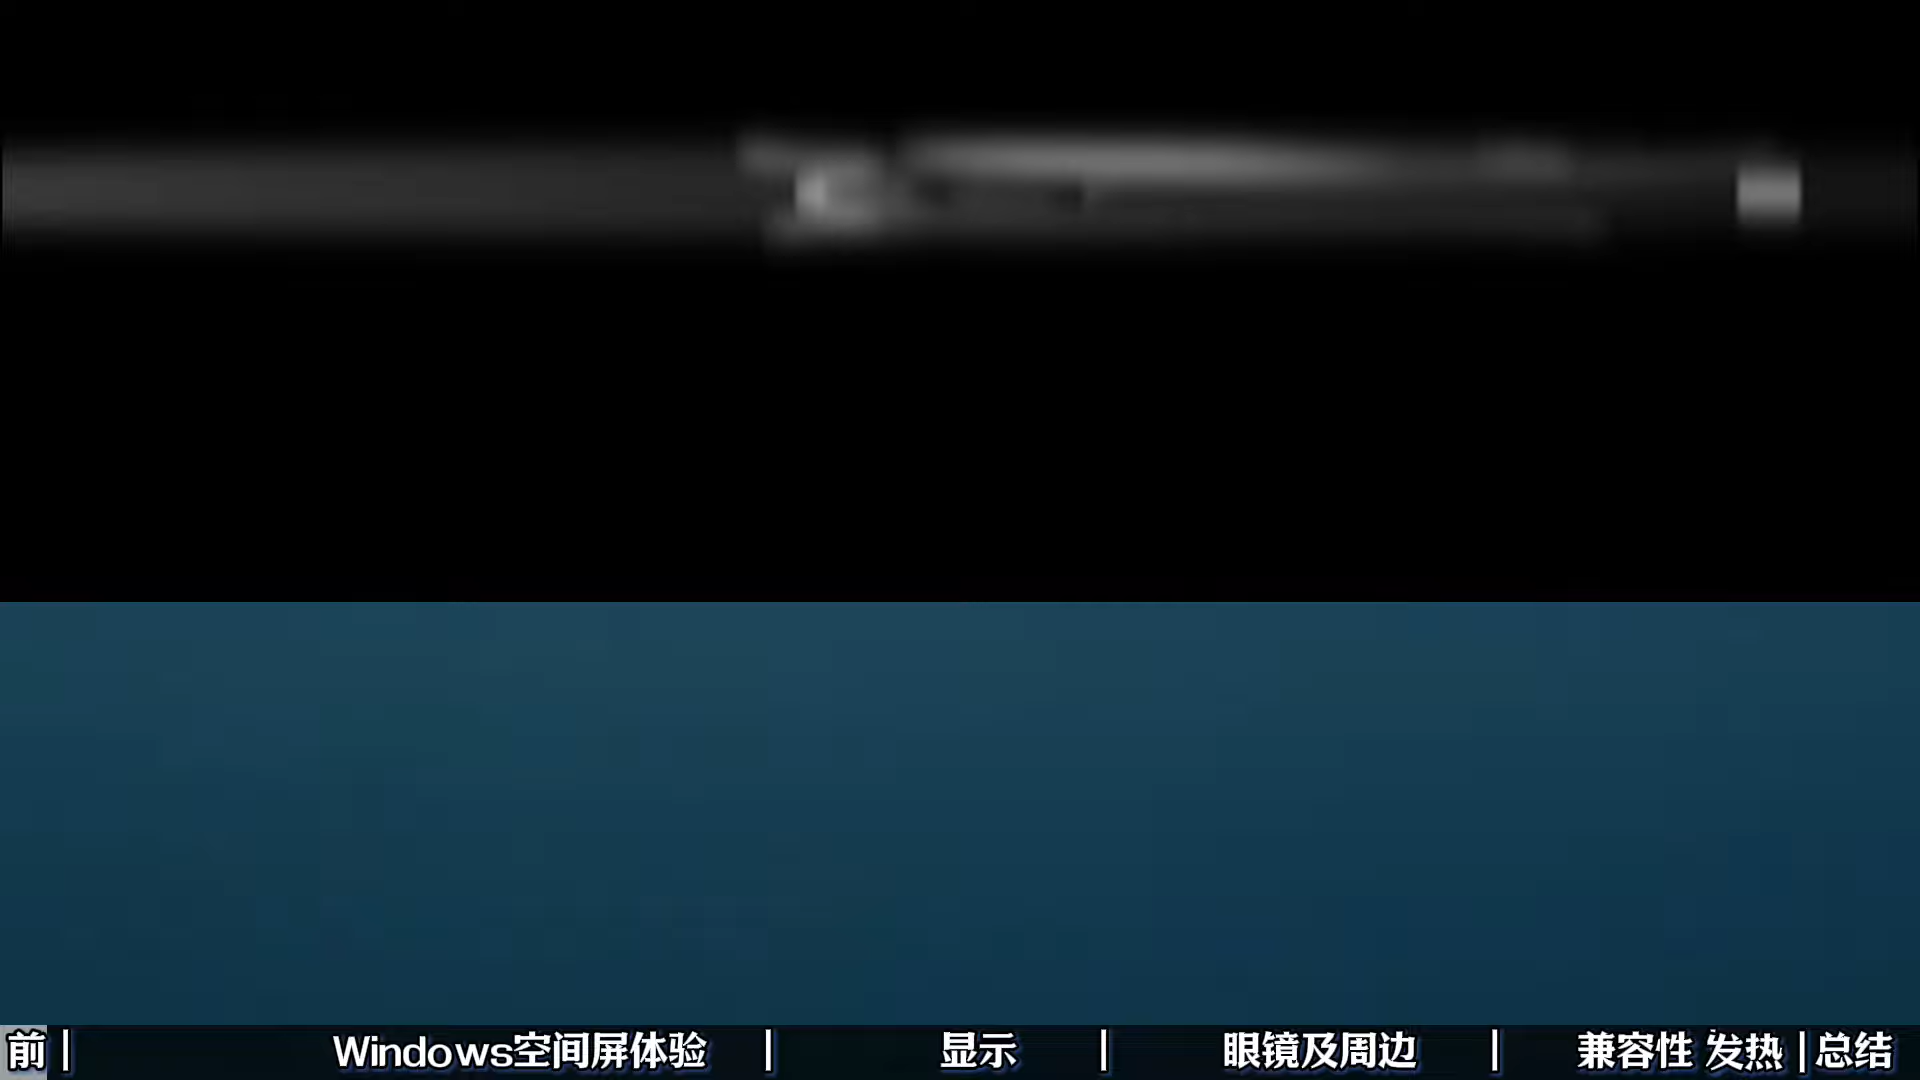 前 | Windows空间屏体验 | 显示 | 眼镜及周边 | 兼容性 发热 | 总结